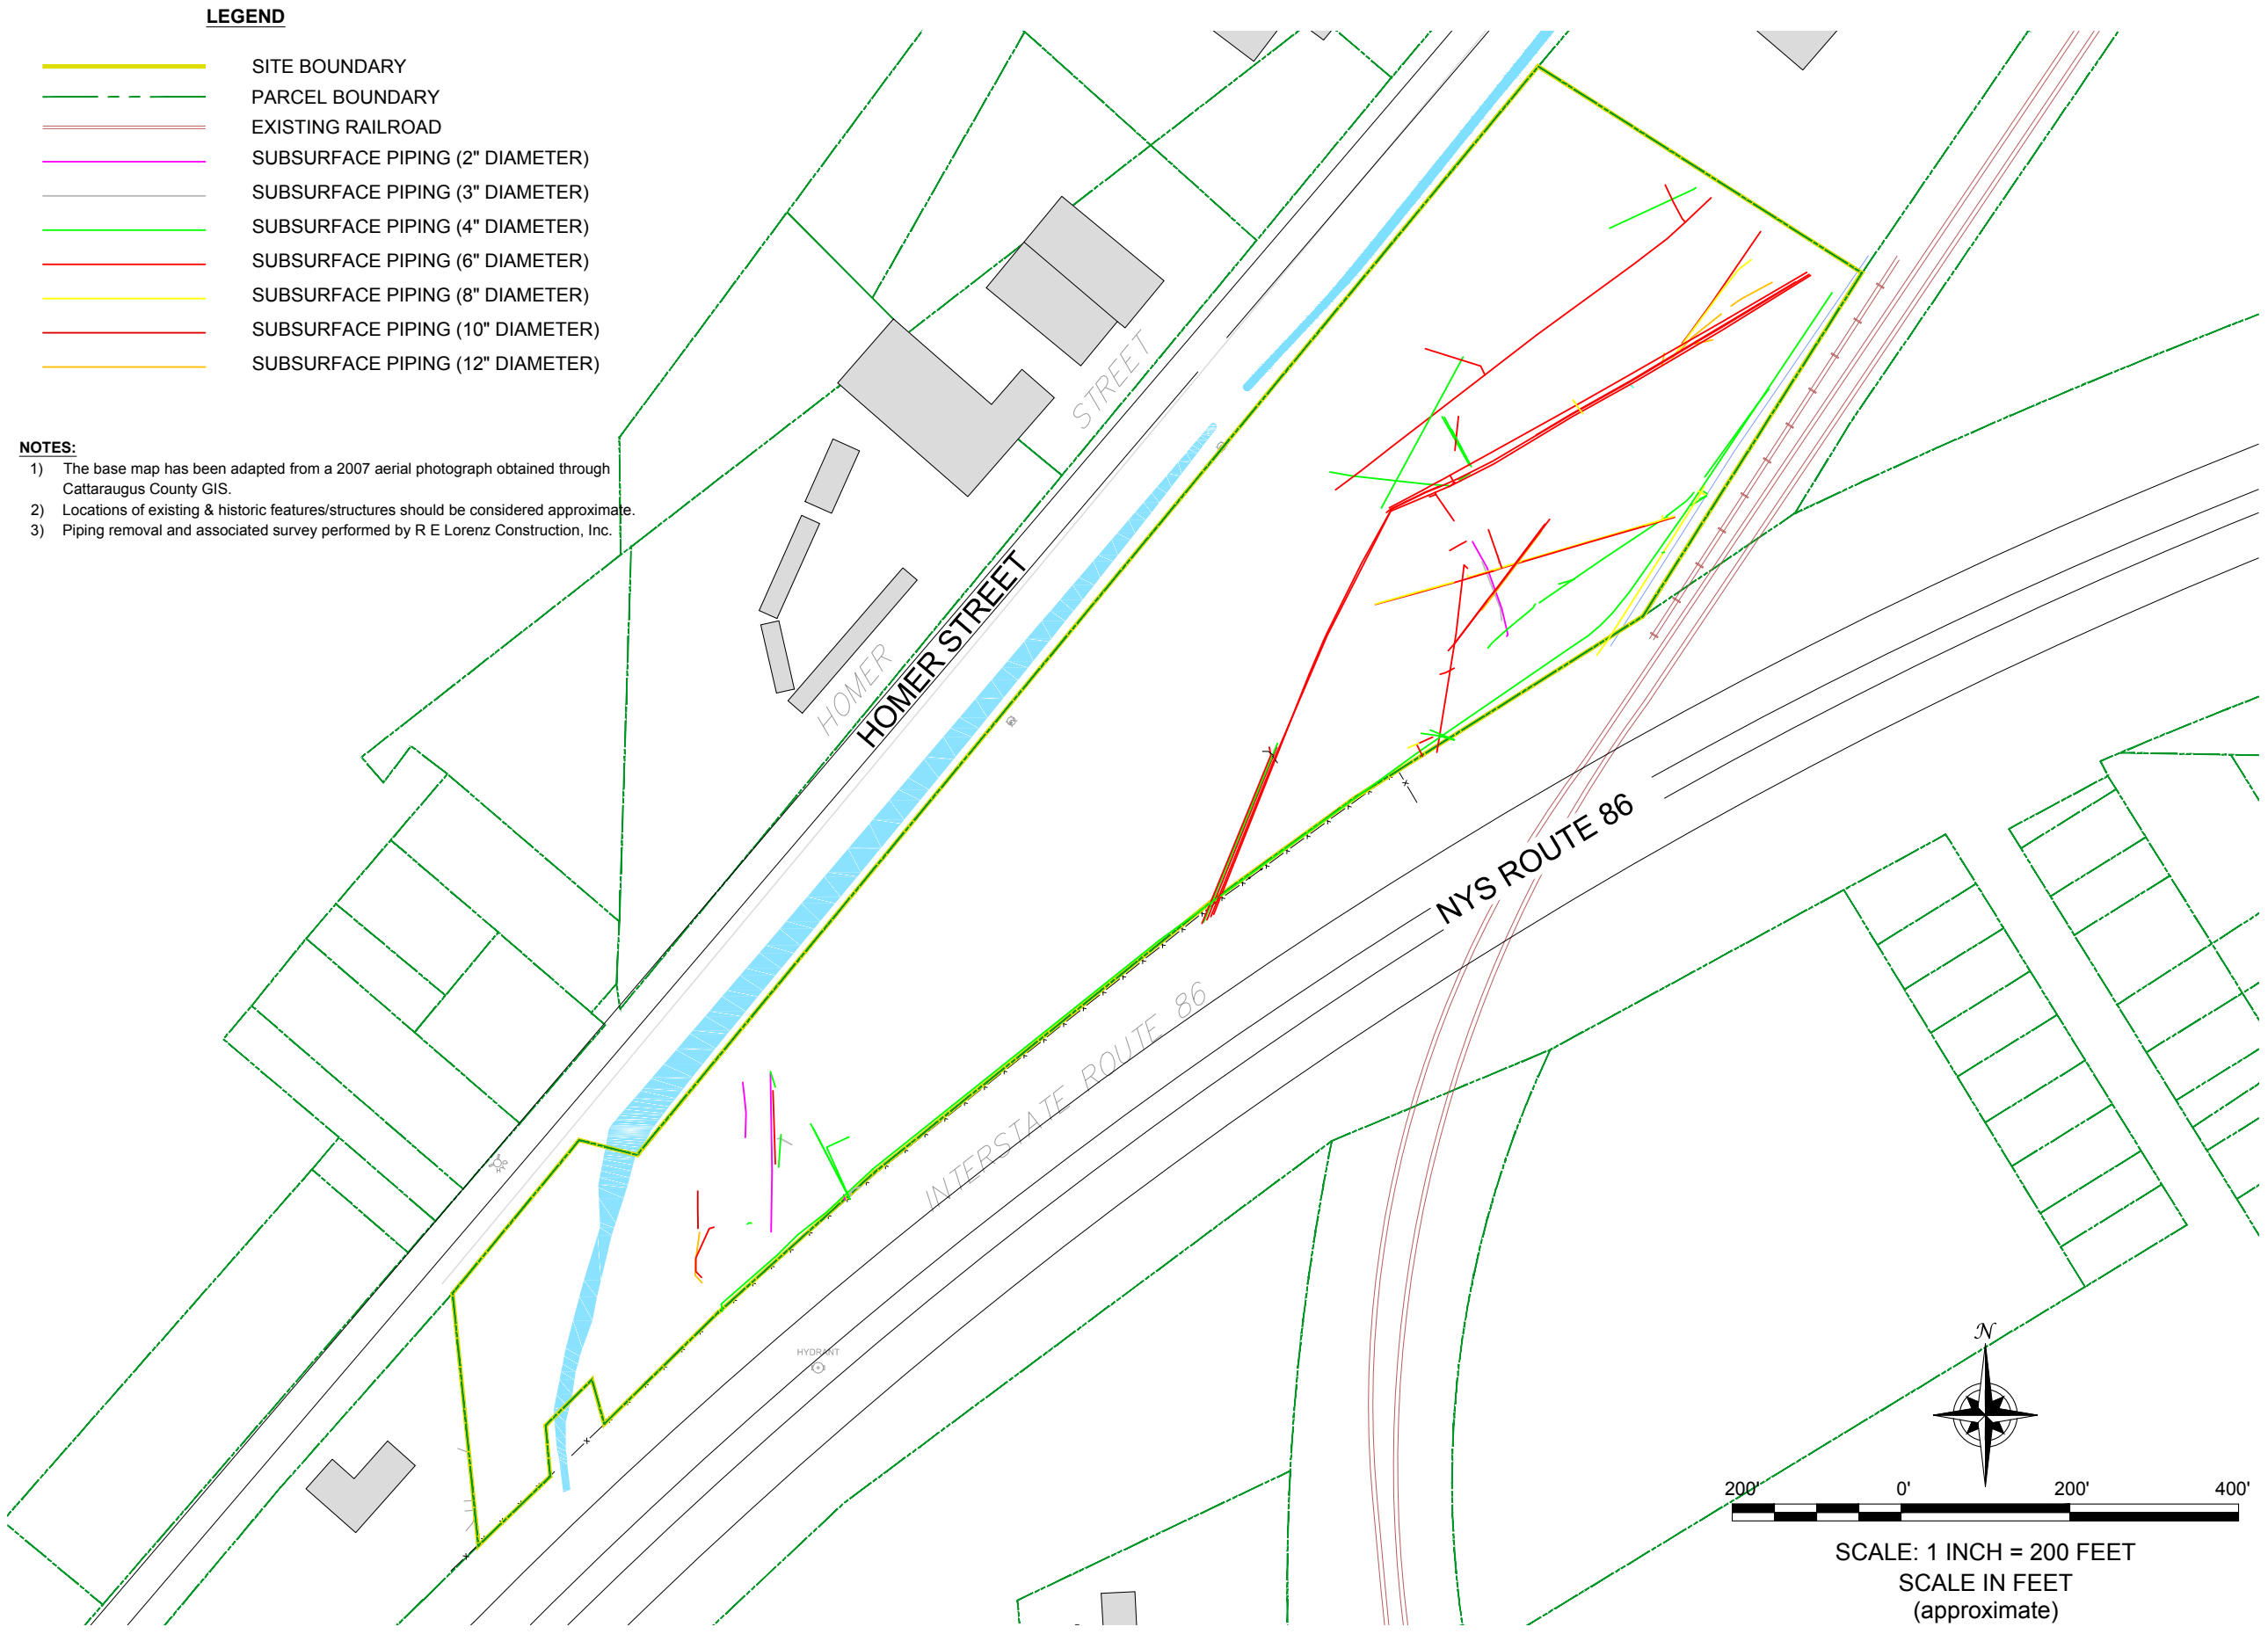 LEGEND
SITE BOUNDARY
PARCEL BOUNDARY
EXISTING RAILROAD
SUBSURFACE PIPING (2" DIAMETER)
SUBSURFACE PIPING (3" DIAMETER)
SUBSURFACE PIPING (4" DIAMETER)
SUBSURFACE PIPING (6" DIAMETER)
SUBSURFACE PIPING (8" DIAMETER)
SUBSURFACE PIPING (10" DIAMETER)
SUBSURFACE PIPING (12" DIAMETER)
NOTES:
1) The base map has been adapted from a 2007 aerial photograph obtained through
Cattaraugus County GIS.
2) Locations of existing & historic features/structures should be considered approximate.
3) Piping removal and associated survey performed by R E Lorenz Construction, Inc.
HOMER STREET
HOMER STREET
NYS ROUTE 86
INTERSTATE ROUTE 86
HYDRANT
N
200' 0' 200' 400'
SCALE: 1 INCH = 200 FEET
SCALE IN FEET
(approximate)